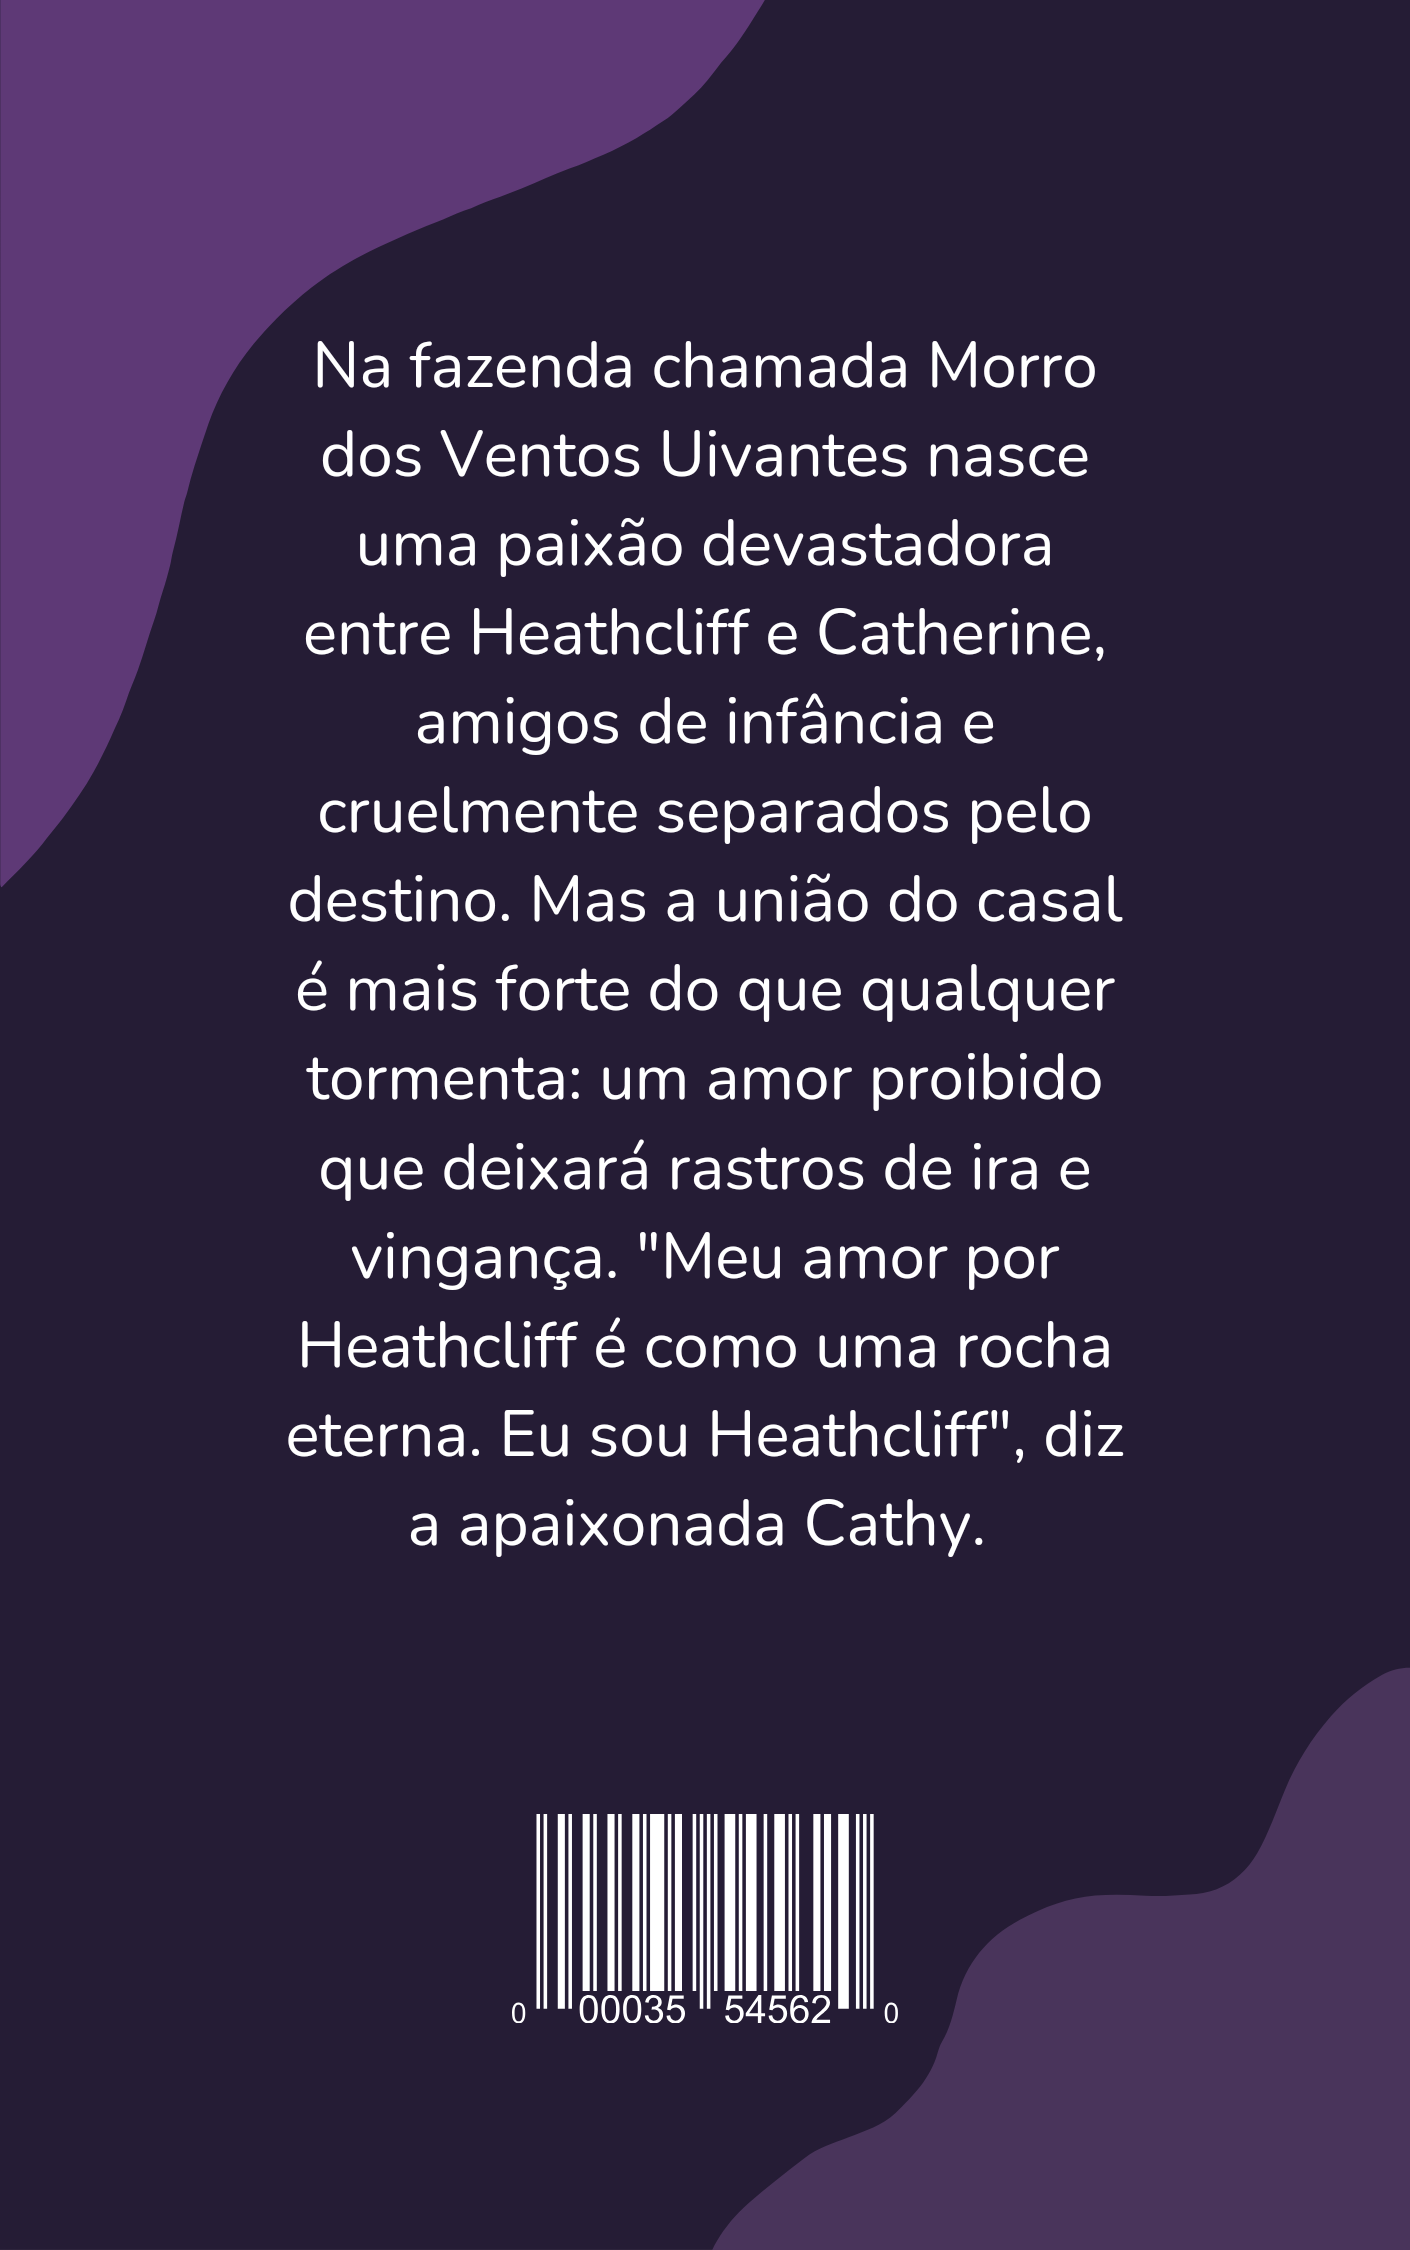 Na fazenda chamada Morro
dos Ventos Uivantes nasce
uma paixão devastadora
entre Heathcliff e Catherine,
amigos de infância e
cruelmente separados pelo
destino. Mas a união do casal
é mais forte do que qualquer
tormenta: um amor proibido
que deixará rastros de ira e
vingança. "Meu amor por
Heathcliff é como uma rocha
eterna. Eu sou Heathcliff", diz
a apaixonada Cathy.
0 00035 54562 0